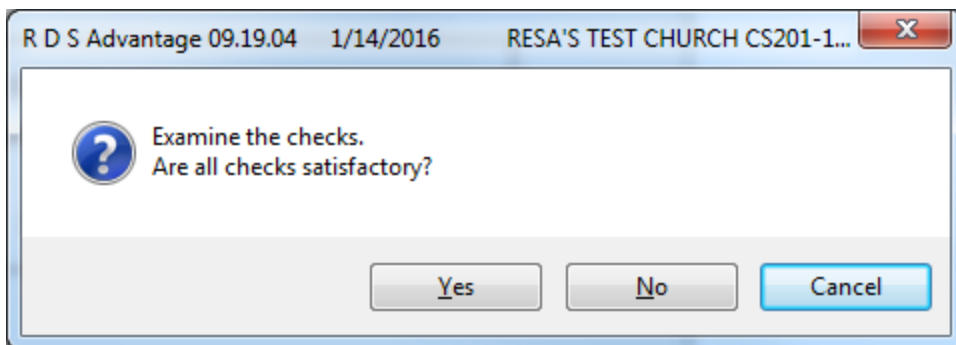 R D S Advantage 09.19.04 1/14/2016 RESA'S TEST CHURCH CS201-1...
Examine the checks.
Are all checks satisfactory?
Yes No Cancel